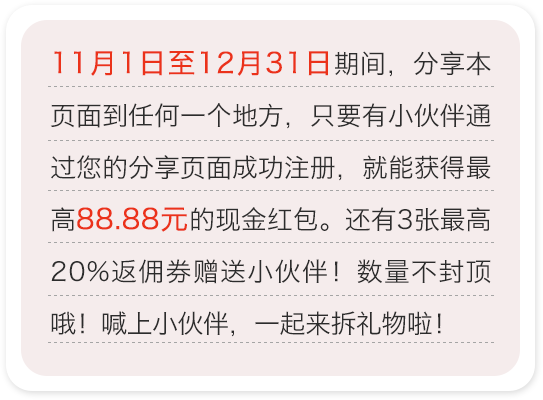 11月1日至12月31日期间，分享本
页面到任何一个地方，只要有小伙伴通
过您的分享页面成功注册，就能获得最
高88.88元的现金红包。还有3张最高
20%返佣券赠送小伙伴！数量不封顶
哦！喊上小伙伴，一起来拆礼物啦！